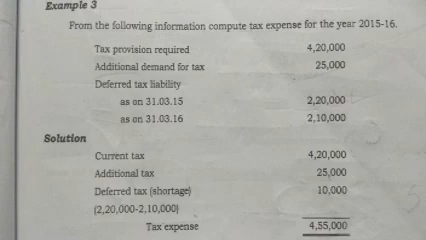 Example 3
From the following information compute tax expense for the year 2015-16.
Tax provision required 4,20,000
Additional demand for tax 25,000
Deferred tax liability
as on 31.03.15 2,20,000
as on 31.03.16 2,10,000
Solution
Current tax 4,20,000
Additional tax 25,000
Deferred tax (shortage) 10,000
(2,20,000-2,10,000)
Tax expense 4,55,000